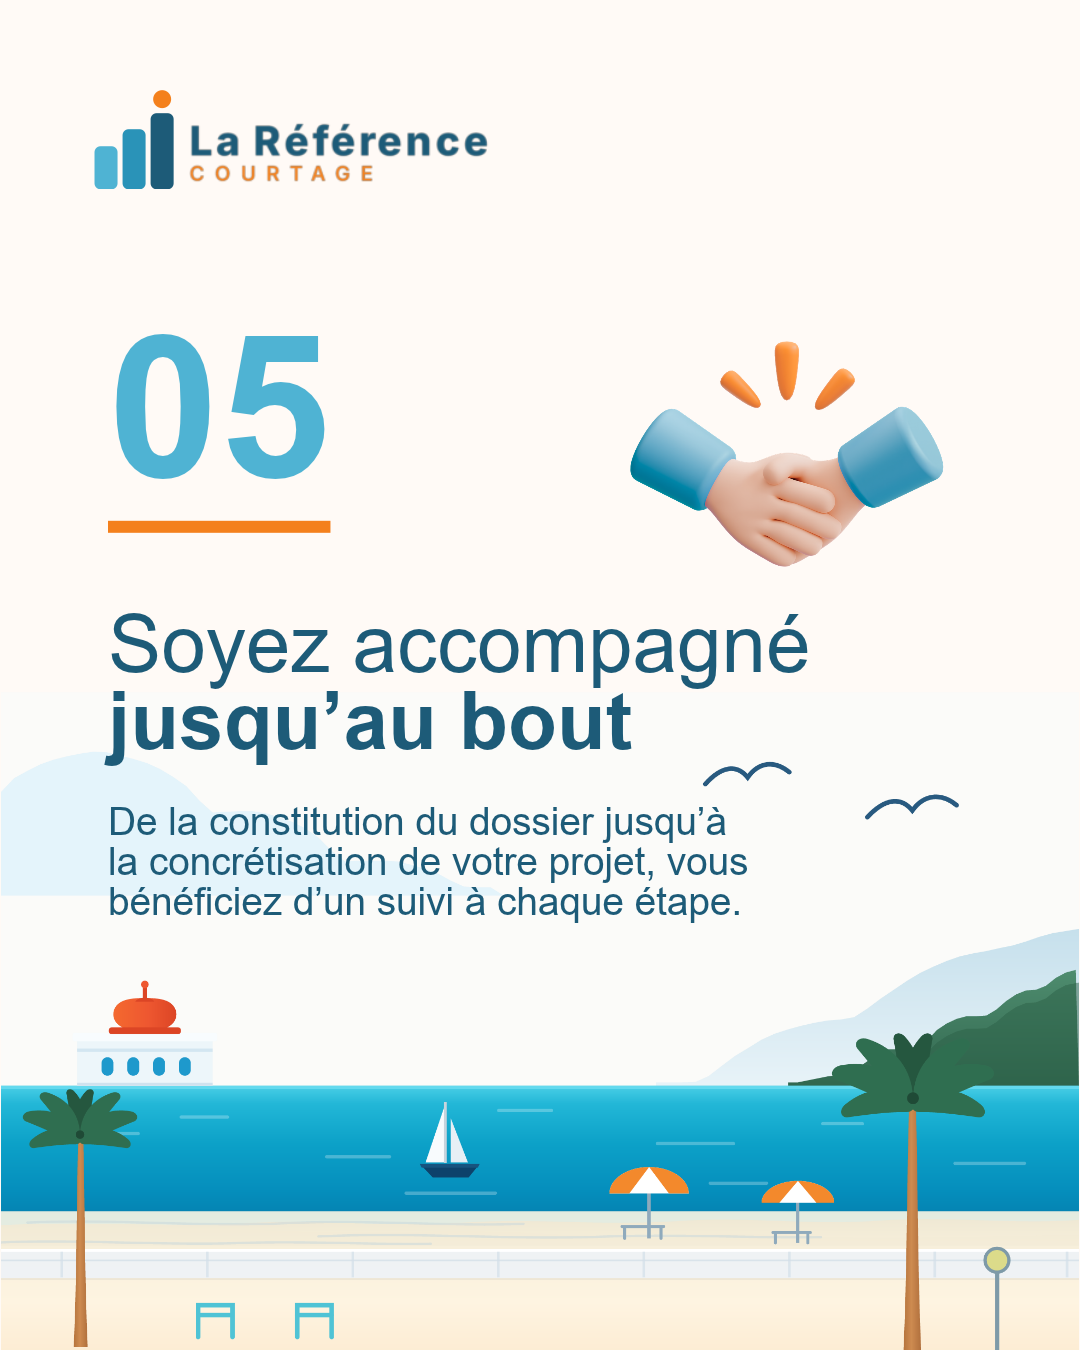 La Référence
COURTAGE
05
Soyez accompagné
jusqu’au bout
De la constitution du dossier jusqu’à
la concrétisation de votre projet, vous
bénéficiez d’un suivi à chaque étape.